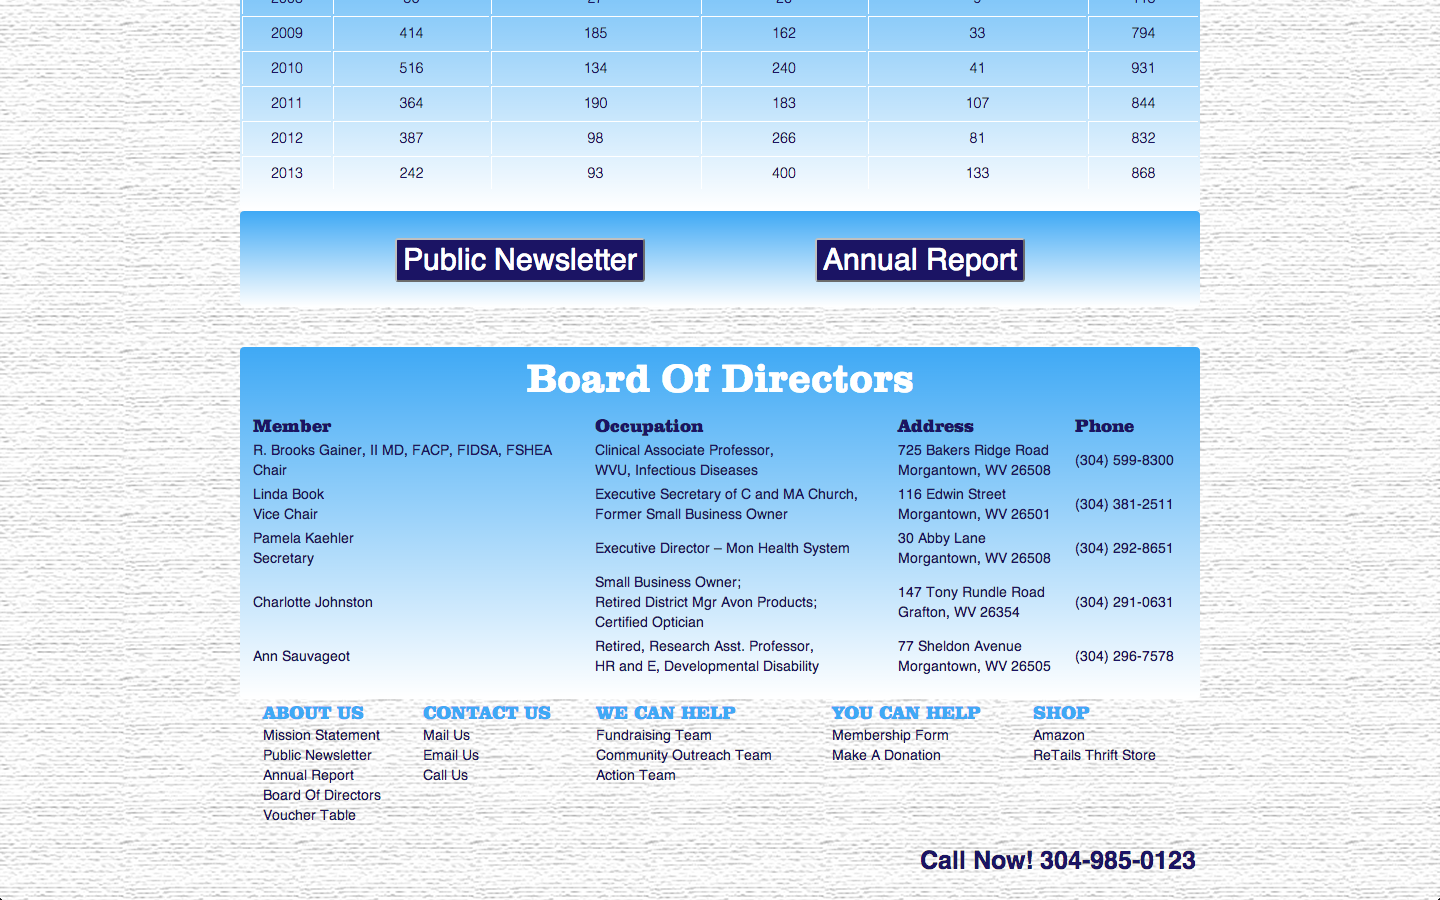 2009 414 185 162 33 794
2010 516 134 240 41 931
2011 364 190 183 107 844
2012 387 98 266 81 832
2013 242 93 400 133 868
Public Newsletter Annual Report
Board Of Directors
Member Occupation Address Phone
R. Brooks Gainer, II MD, FACP, FIDSA, FSHEA
Chair
Clinical Associate Professor,
WVU, Infectious Diseases
725 Bakers Ridge Road
Morgantown, WV 26508
(304) 599-8300
Linda Book
Vice Chair
Executive Secretary of C and MA Church,
Former Small Business Owner
116 Edwin Street
Morgantown, WV 26501
(304) 381-2511
Pamela Kaehler
Secretary
Executive Director – Mon Health System
30 Abby Lane
Morgantown, WV 26508
(304) 292-8651
Charlotte Johnston
Small Business Owner;
Retired District Mgr Avon Products;
Certified Optician
147 Tony Rundle Road
Grafton, WV 26354
(304) 291-0631
Ann Sauvageot
Retired, Research Asst. Professor,
HR and E, Developmental Disability
77 Sheldon Avenue
Morgantown, WV 26505
(304) 296-7578
ABOUT US
Mission Statement
Public Newsletter
Annual Report
Board Of Directors
Voucher Table
CONTACT US
Mail Us
Email Us
Call Us
WE CAN HELP
Fundraising Team
Community Outreach Team
Action Team
YOU CAN HELP
Membership Form
Make A Donation
SHOP
Amazon
ReTails Thrift Store
Call Now! 304-985-0123